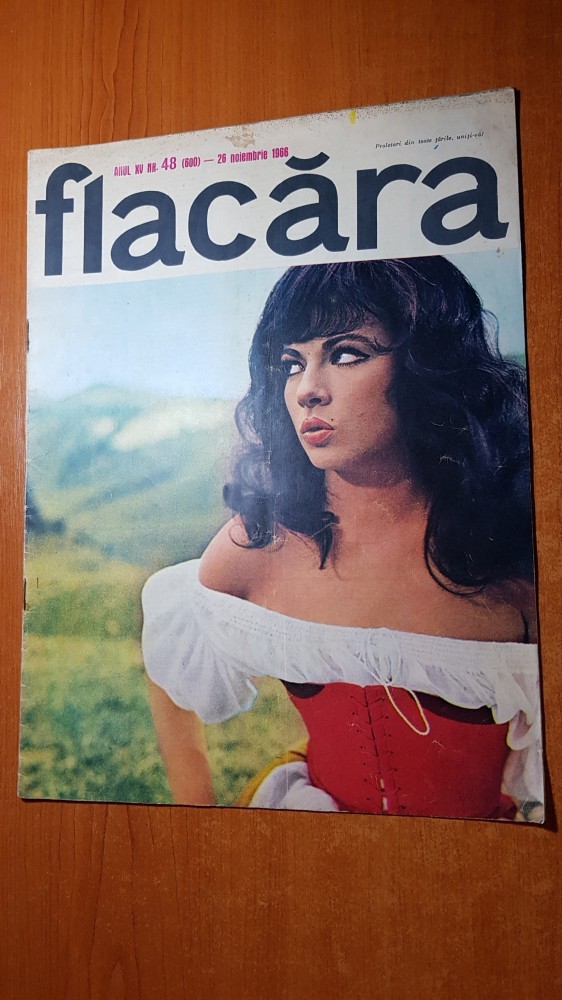 Proletari din toate țările, uniți-vă!
ANUL XV NR. 48 (600) — 26 noiembrie 1966
flacăra